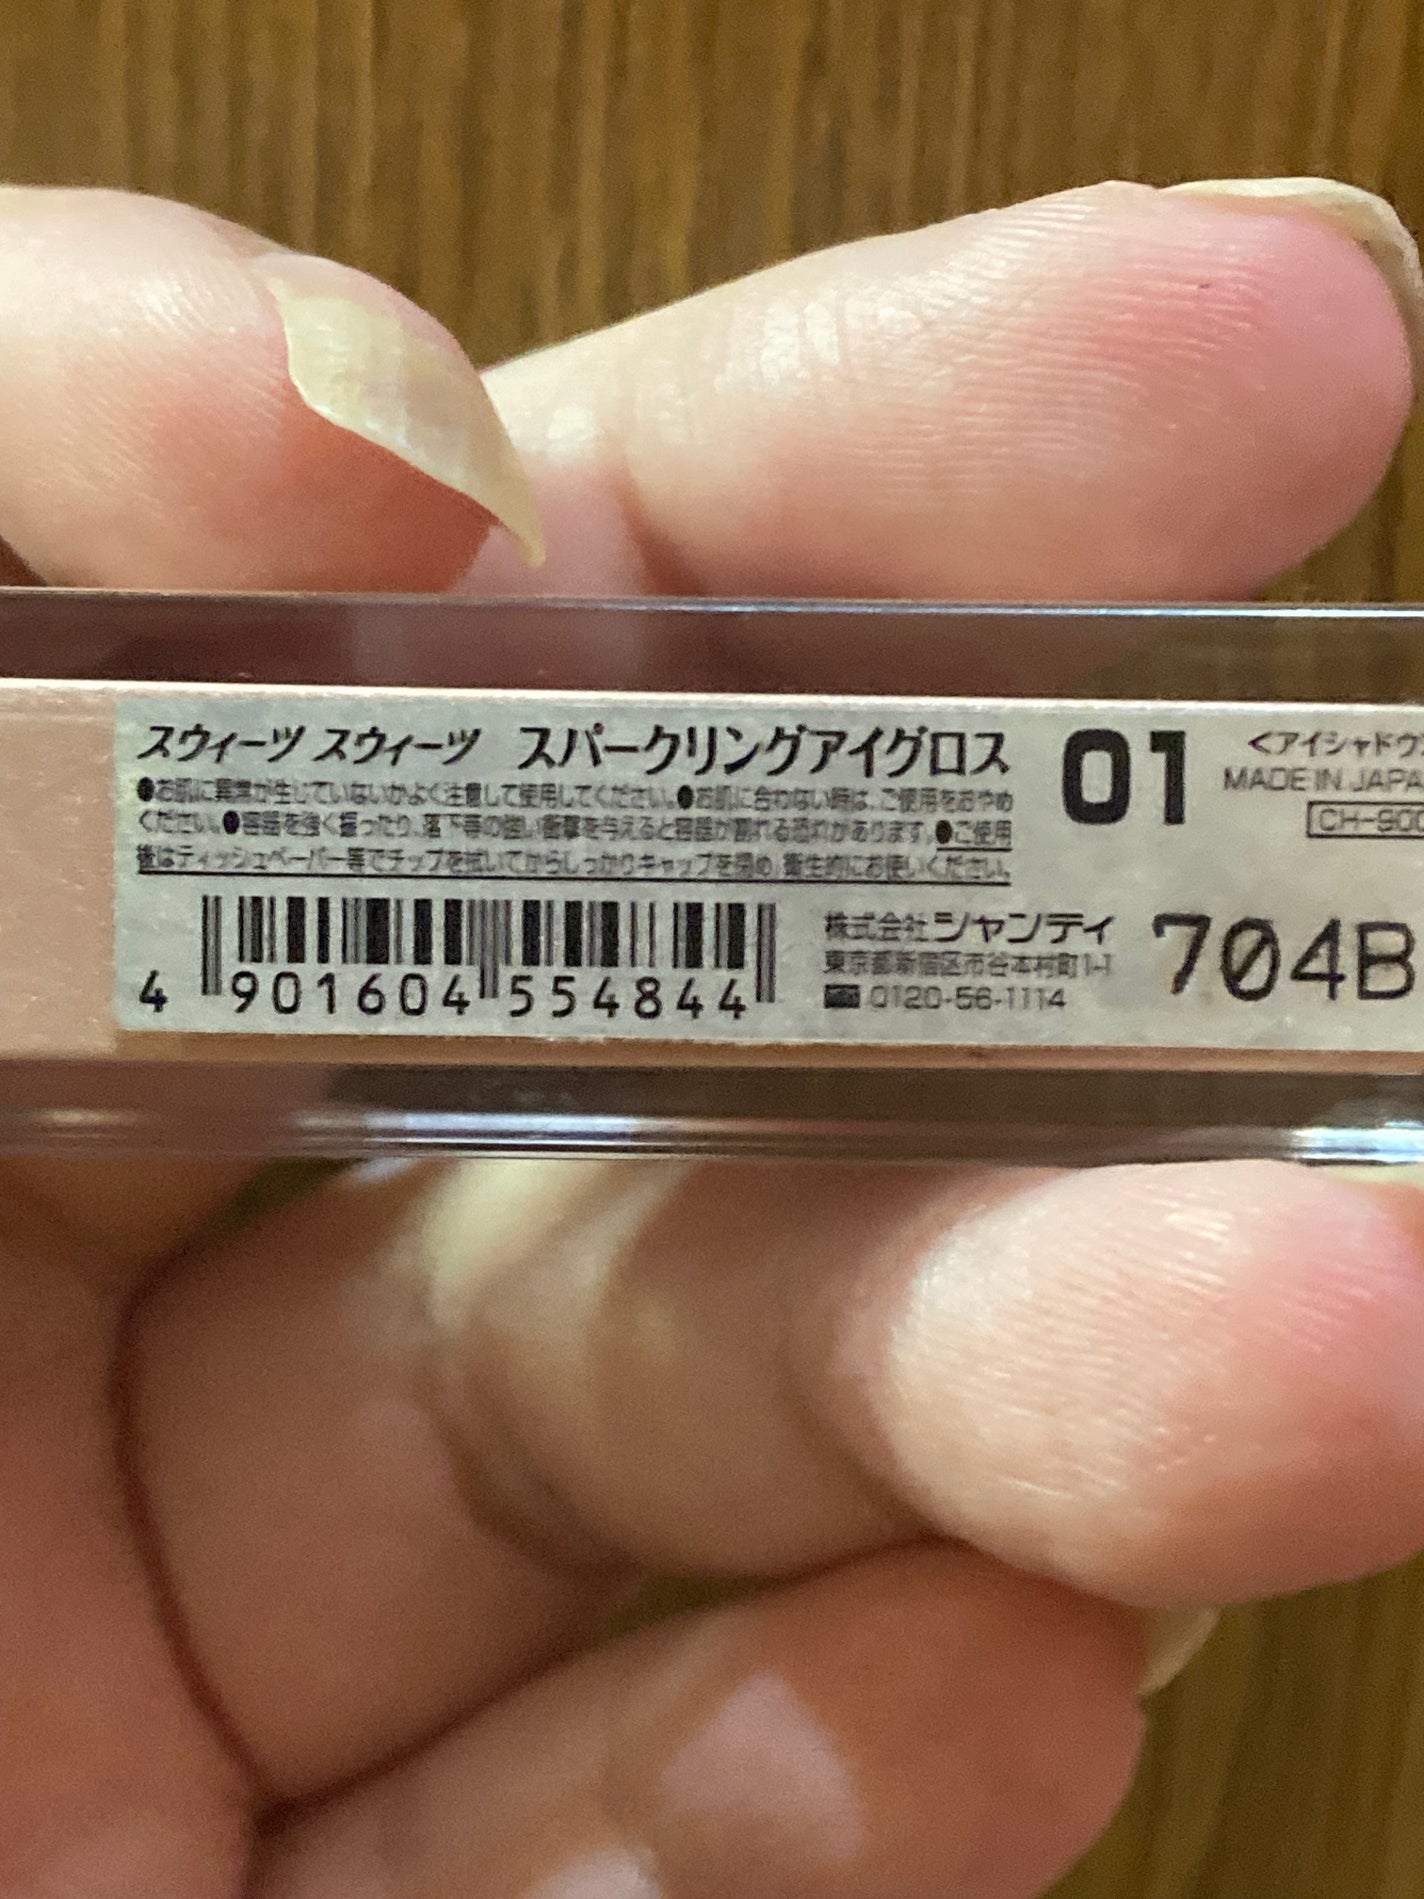 スウィーツ スウィーツ スパークリングアイグロス 01
<アイシャドウ
MADE IN JAPA
CH-900
●お肌に異常が生じていないかよく注意して使用してください。●お肌に合わない時は、ご使用をおやめ
ください。●容器を強く振ったり、落下等の強い衝撃を与えると容器が割れる恐れがあります。●ご使用
後はティッシュペーパー等でチップを拭いてからしっかりキャップを閉め、衛生的にお使いください。
4 901604 554844
株式会社シャンティ
東京都新宿区市谷本村町1-1
0120-56-1114
704B